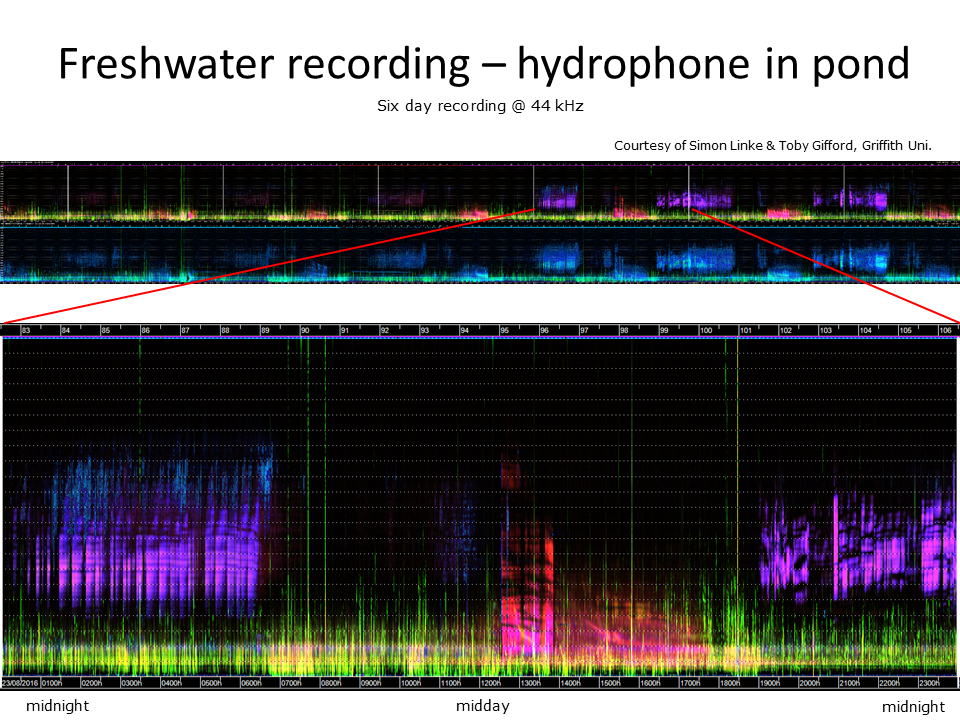 Freshwater recording – hydrophone in pond
Six day recording @ 44 kHz
Courtesy of Simon Linke & Toby Gifford, Griffith Uni.
83 84 85 86 87 88 89 90 91 92 93 94 95 96 97 98 99 100 101 102 103 104 105 106
23/08/2016 0100h 0200h 0300h 0400h 0500h 0600h 0700h 0800h 0900h 1000h 1100h 1200h 1300h 1400h 1500h 1600h 1700h 1800h 1900h 2000h 2100h 2200h 2300h
midnight midday midnight